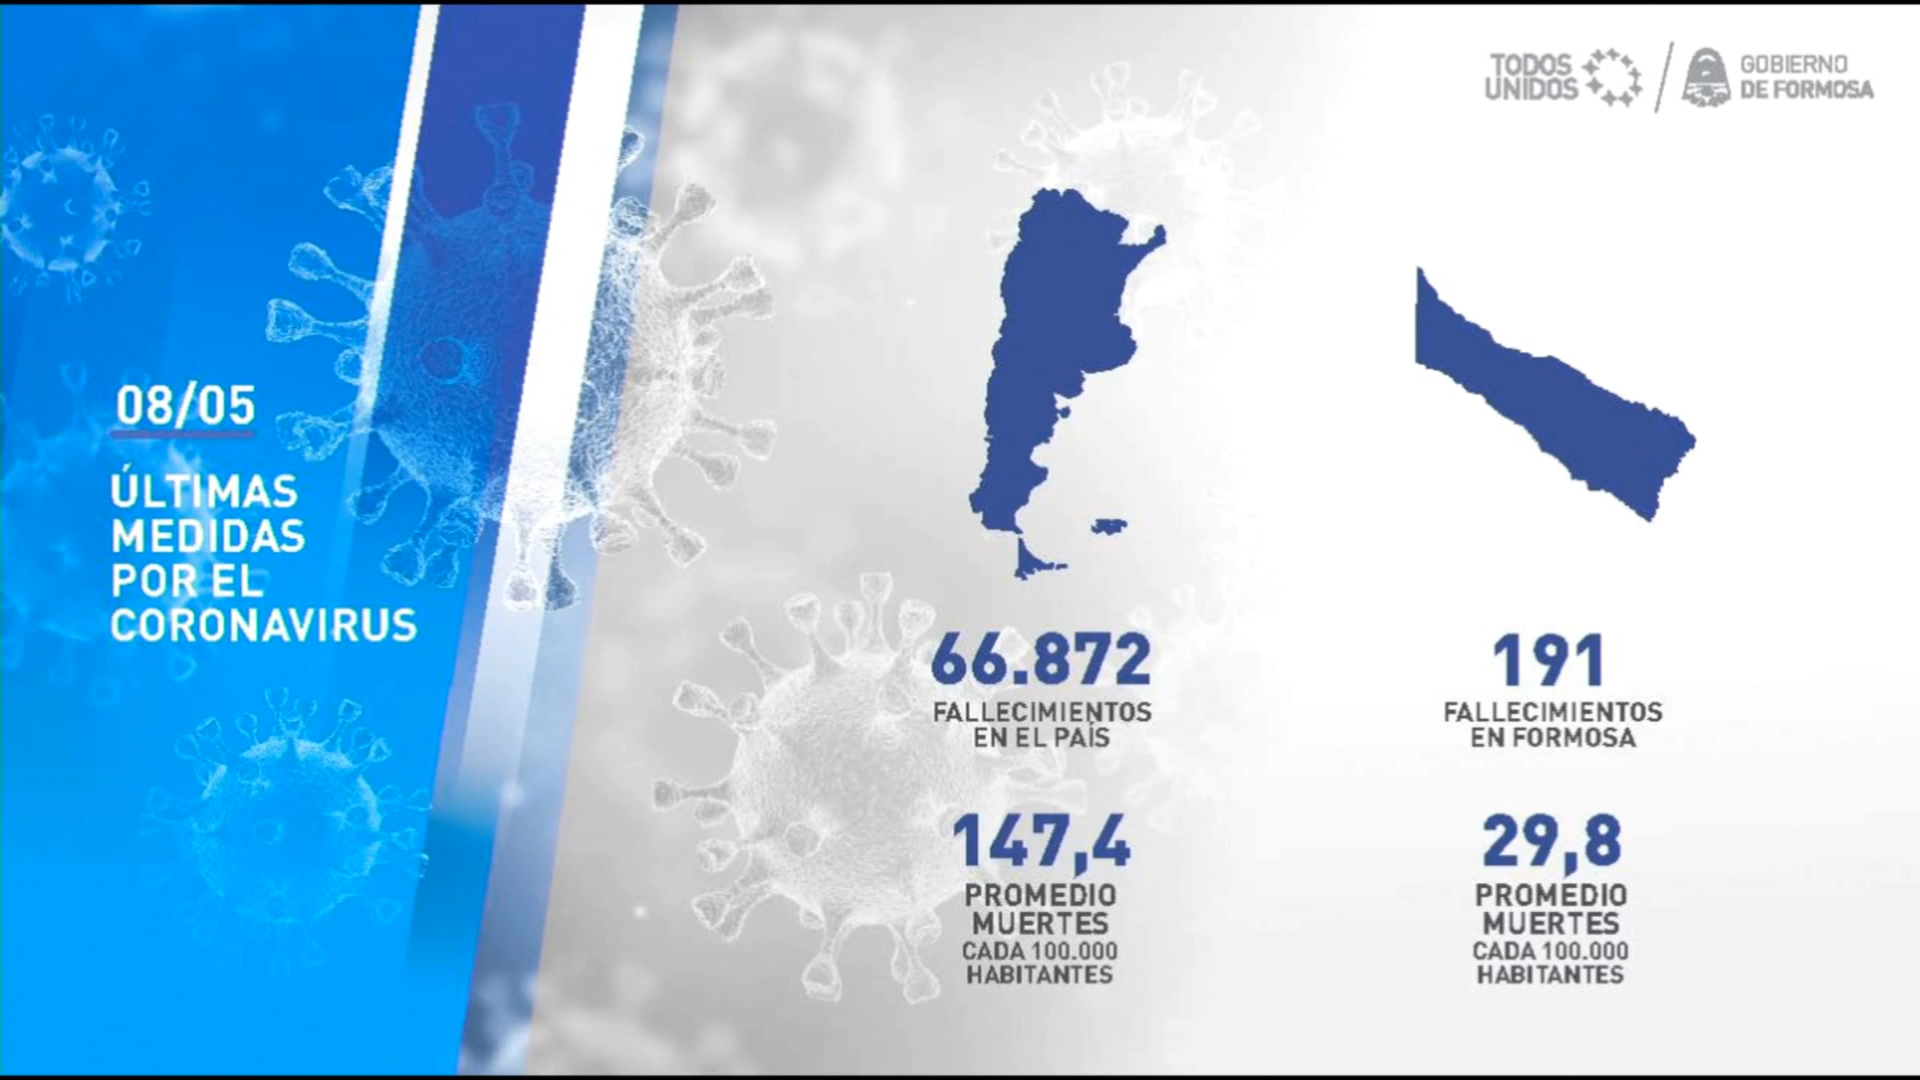 TODOS
UNIDOS
GOBIERNO
DE FORMOSA
08/05
ÚLTIMAS
MEDIDAS
POR EL
CORONAVIRUS
66.872
FALLECIMIENTOS
EN EL PAÍS
147,4
PROMEDIO
MUERTES
CADA 100.000
HABITANTES
191
FALLECIMIENTOS
EN FORMOSA
29,8
PROMEDIO
MUERTES
CADA 100.000
HABITANTES